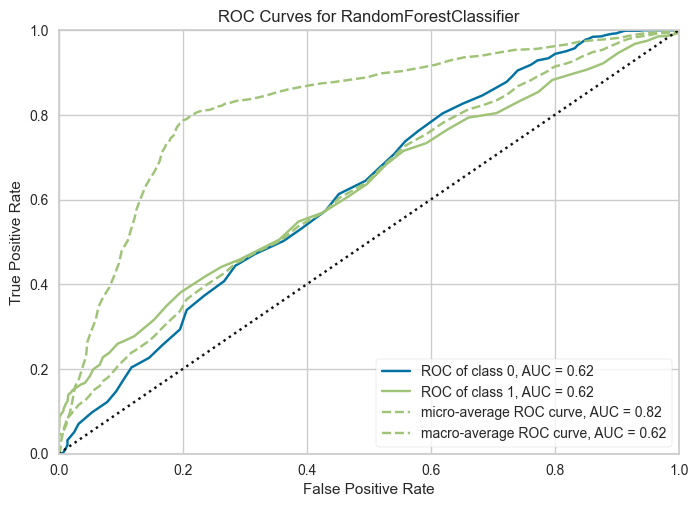 ROC Curves for RandomForestClassifier
True Positive Rate
1.0
0.8
0.6
0.4
0.2
0.0
ROC of class 0, AUC = 0.62
ROC of class 1, AUC = 0.62
micro-average ROC curve, AUC = 0.82
macro-average ROC curve, AUC = 0.62
0.0 0.2 0.4 0.6 0.8 1.0
False Positive Rate